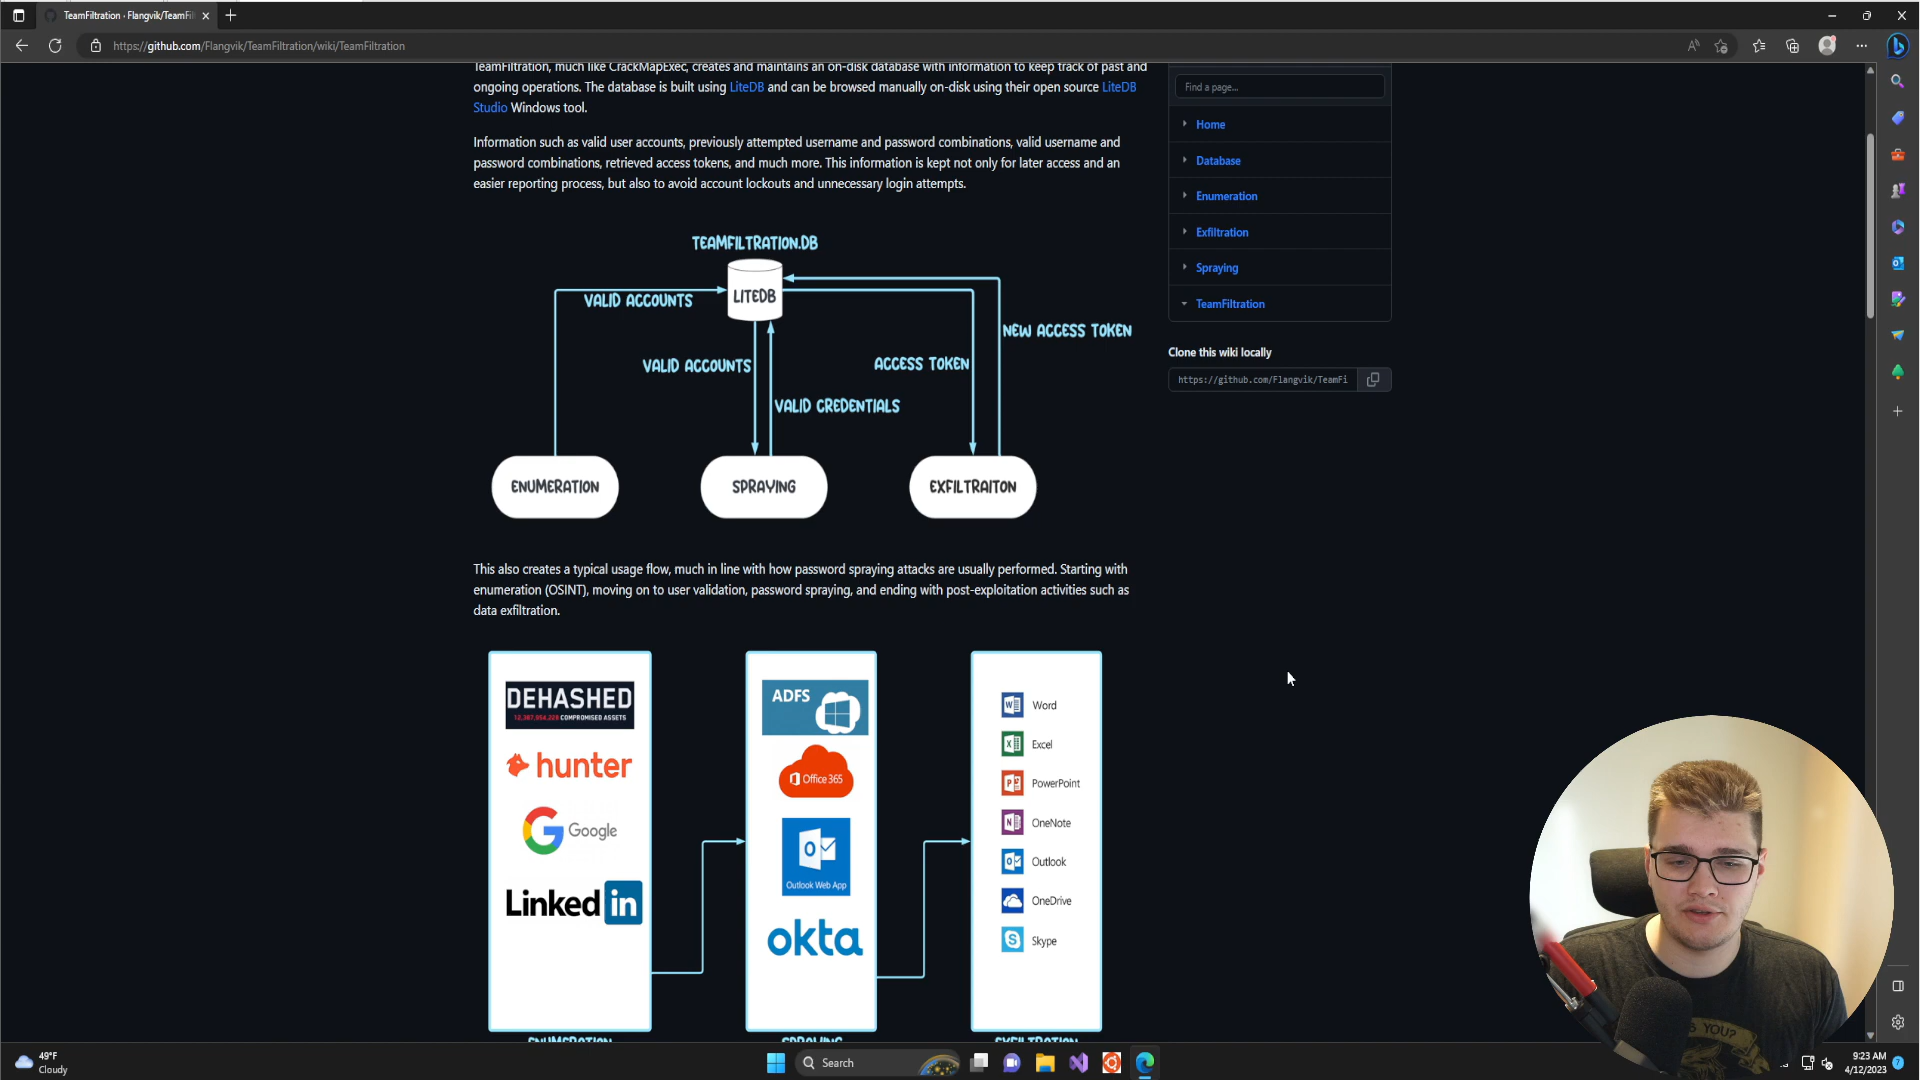 TeamFiltration · Flangvik/TeamFil
https://github.com/Flangvik/TeamFiltration/wiki/TeamFiltration
TeamFiltration, much like CrackMapExec, creates and maintains an on-disk database with information to keep track of past and
ongoing operations. The database is built using LiteDB and can be browsed manually on-disk using their open source LiteDB
Studio Windows tool.
Information such as valid user accounts, previously attempted username and password combinations, valid username and
password combinations, retrieved access tokens, and much more. This information is kept not only for later access and an
easier reporting process, but also to avoid account lockouts and unnecessary login attempts.
TEAMFILTRATION.DB
LITEDB
VALID ACCOUNTS
NEW ACCESS TOKEN
VALID ACCOUNTS
ACCESS TOKEN
VALID CREDENTIALS
ENUMERATION
SPRAYING
EXFILTRAITON
This also creates a typical usage flow, much in line with how password spraying attacks are usually performed. Starting with
enumeration (OSINT), moving on to user validation, password spraying, and ending with post-exploitation activities such as
data exfiltration.
DEHASHED
COMPROMISED ASSETS
hunter
Google
Linked in
ADFS
Office 365
Outlook Web App
okta
Word
Excel
PowerPoint
OneNote
Outlook
OneDrive
Skype
ENUMERATION
SPRAYING
EXFILTRATION
Find a page...
Home
Database
Enumeration
Exfiltration
Spraying
TeamFiltration
Clone this wiki locally
https://github.com/Flangvik/TeamFi
YOU?
49°F
Cloudy
Search
9:23 AM
4/12/2023
7